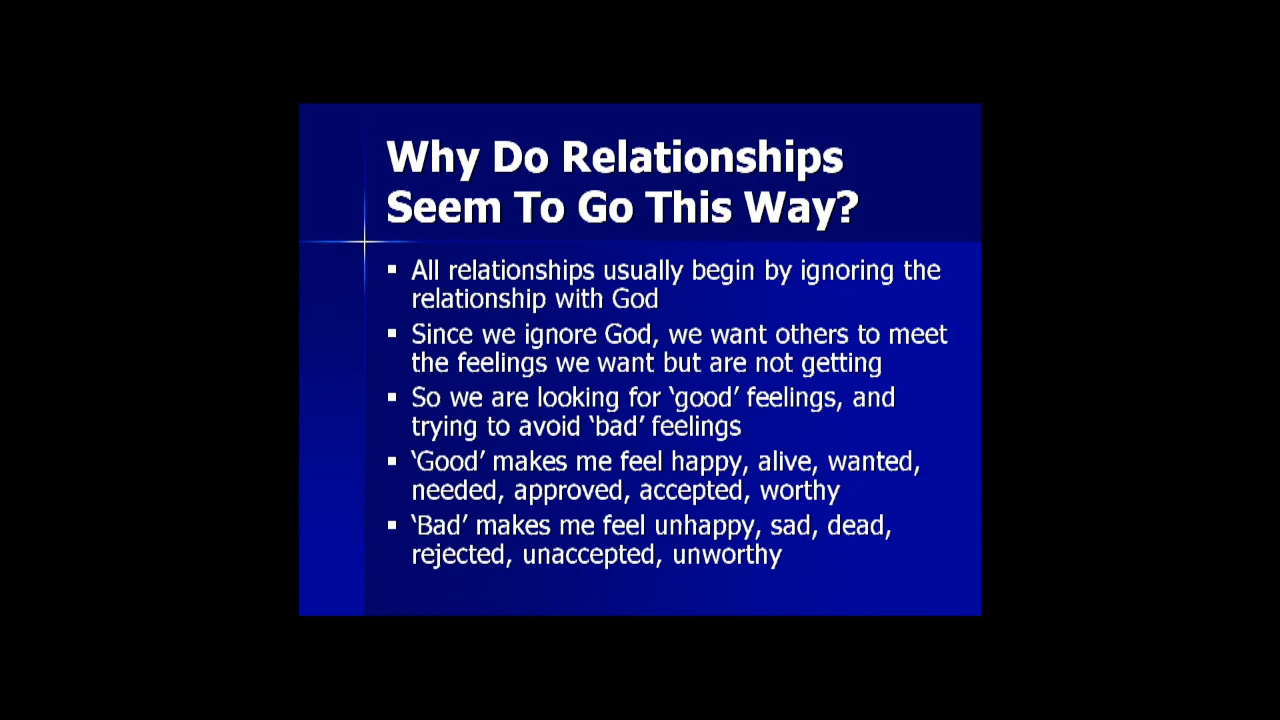 Why Do Relationships
Seem To Go This Way?
▪ All relationships usually begin by ignoring the
relationship with God
▪ Since we ignore God, we want others to meet
the feelings we want but are not getting
▪ So we are looking for ‘good’ feelings, and
trying to avoid ‘bad’ feelings
▪ ‘Good’ makes me feel happy, alive, wanted,
needed, approved, accepted, worthy
▪ ‘Bad’ makes me feel unhappy, sad, dead,
rejected, unaccepted, unworthy